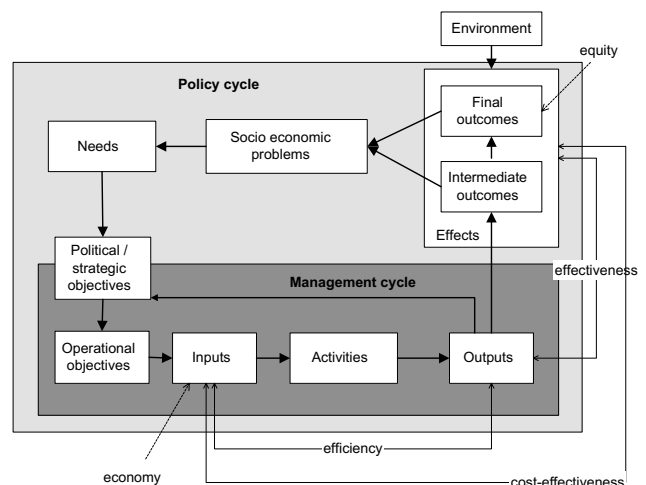 Environment
equity
Policy cycle
Final
outcomes
Needs
Socio economic
problems
Intermediate
outcomes
Effects
Political /
strategic
objectives
effectiveness
Management cycle
Operational
objectives
Inputs
Activities
Outputs
efficiency
economy
cost-effectiveness